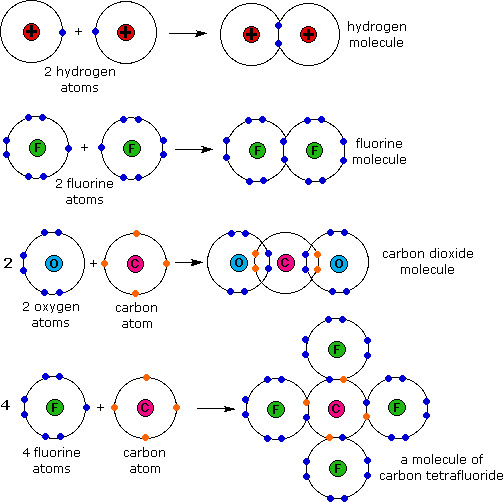 + + + hydrogen molecule
+ +
2 hydrogen
atoms
F + F F F fluorine
molecule
2 fluorine
atoms
2 O + C O C O carbon dioxide
molecule
2 oxygen carbon
atoms atom
F
4 F + C F C F
4 fluorine carbon
atoms atom
F
a molecule of
carbon tetrafluoride